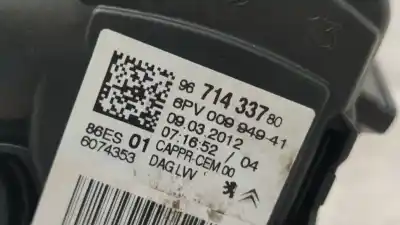 96 714 337 80
6PV 009 949-41
09.03.2012
07:16:52 / 04
86ES 01 CAPPR-CEM.00
6074353 DAG LVV